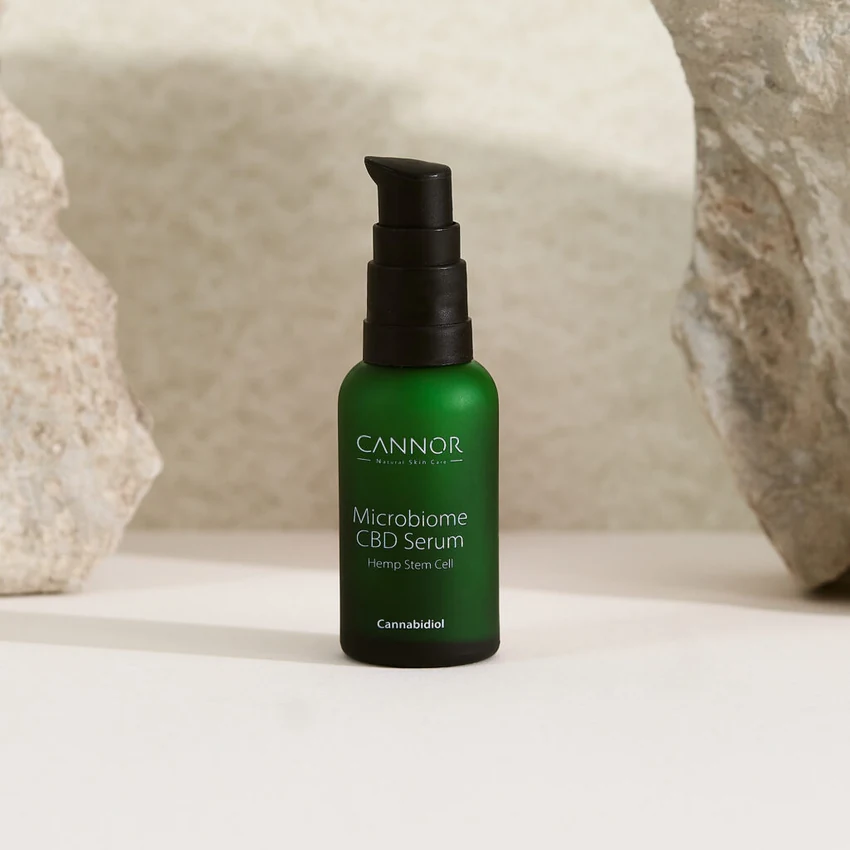 CANNOR
Natural Skin Care
Microbiome
CBD Serum
Hemp Stem Cell
Cannabidiol